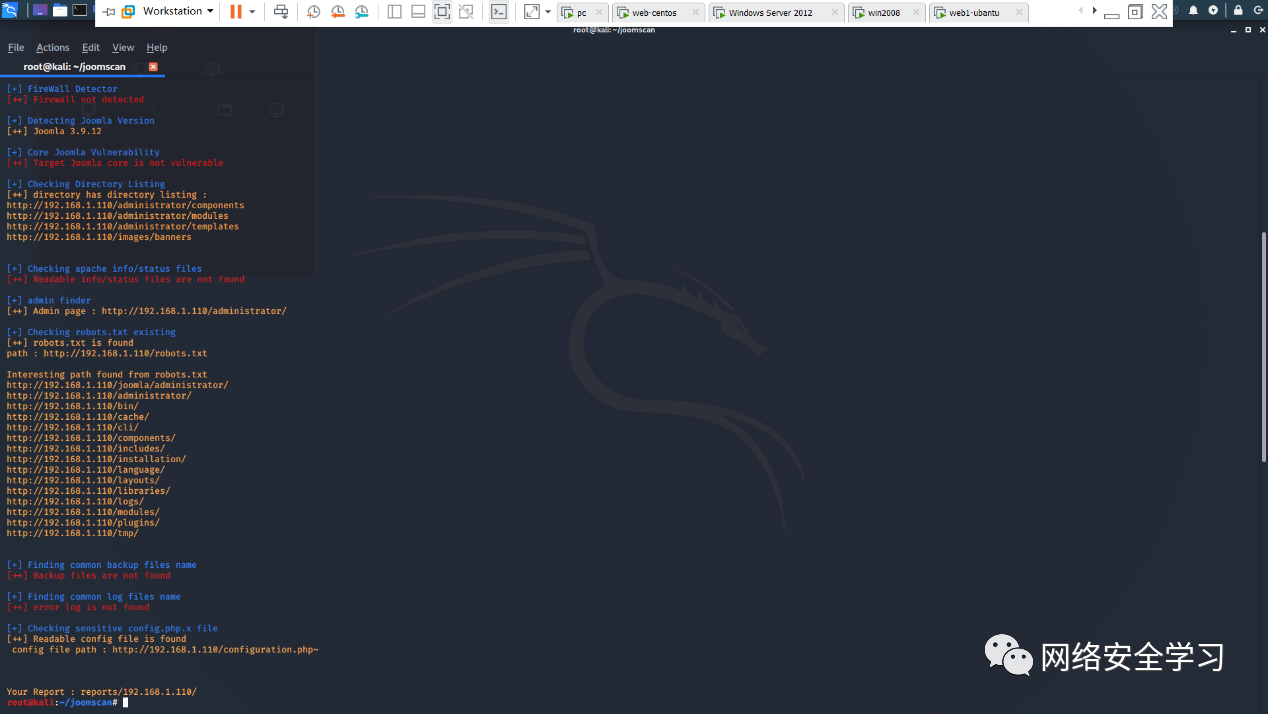 Workstation
pc
web-centos
Windows Server 2012
win2008
web1-ubantu
root@kali: ~/joomscan
File Actions Edit View Help
root@kali: ~/joomscan
[+] FireWall Detector
[++] Firewall not detected
[+] Detecting Joomla Version
[++] Joomla 3.9.12
[+] Core Joomla Vulnerability
[++] Target Joomla core is not vulnerable
[+] Checking Directory Listing
[++] directory has directory listing :
http://192.168.1.110/administrator/components
http://192.168.1.110/administrator/modules
http://192.168.1.110/administrator/templates
http://192.168.1.110/images/banners
[+] Checking apache info/status files
[++] Readable info/status files are not found
[+] admin finder
[++] Admin page : http://192.168.1.110/administrator/
[+] Checking robots.txt existing
[++] robots.txt is found
path : http://192.168.1.110/robots.txt
Interesting path found from robots.txt
http://192.168.1.110/joomla/administrator/
http://192.168.1.110/administrator/
http://192.168.1.110/bin/
http://192.168.1.110/cache/
http://192.168.1.110/cli/
http://192.168.1.110/components/
http://192.168.1.110/includes/
http://192.168.1.110/installation/
http://192.168.1.110/language/
http://192.168.1.110/layouts/
http://192.168.1.110/libraries/
http://192.168.1.110/logs/
http://192.168.1.110/modules/
http://192.168.1.110/plugins/
http://192.168.1.110/tmp/
[+] Finding common backup files name
[++] Backup files are not found
[+] Finding common log files name
[++] error log is not found
[+] Checking sensitive config.php.x file
[++] Readable config file is found
config file path : http://192.168.1.110/configuration.php~
Your Report : reports/192.168.1.110/
root@kali:~/joomscan#
网络安全学习